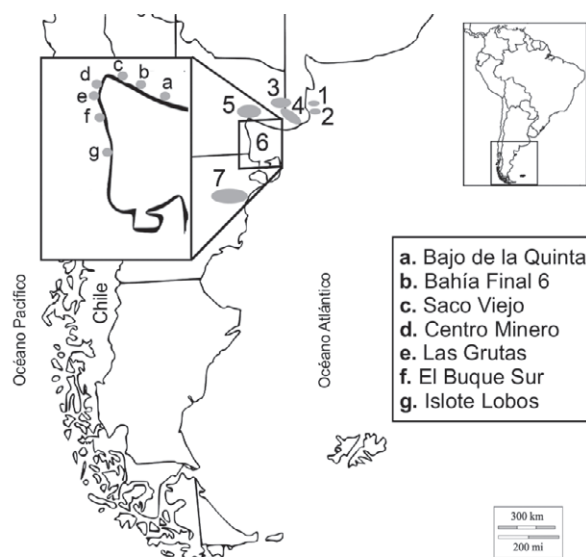 c
d
b
a
e
f
g
3
1
5
4
2
6
7
Océano Pacífico
Chile
Océano Atlántico
a. Bajo de la Quinta
b. Bahía Final 6
c. Saco Viejo
d. Centro Minero
e. Las Grutas
f. El Buque Sur
g. Islote Lobos
300 km
200 mi